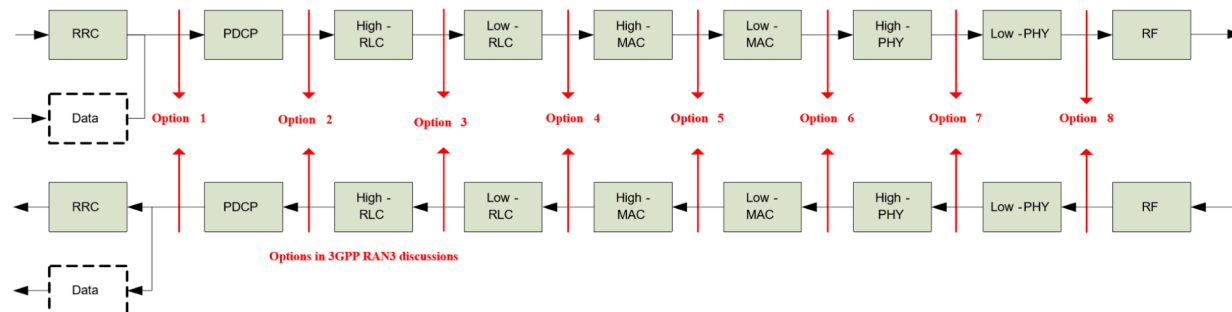 RRC
PDCP
High -
RLC
Low -
RLC
High -
MAC
Low -
MAC
High -
PHY
Low - PHY
RF
Data
Option 1
Option 2
Option 3
Option 4
Option 5
Option 6
Option 7
Option 8
RRC
PDCP
High -
RLC
Low -
RLC
High -
MAC
Low -
MAC
High -
PHY
Low - PHY
RF
Options in 3GPP RAN3 discussions
Data